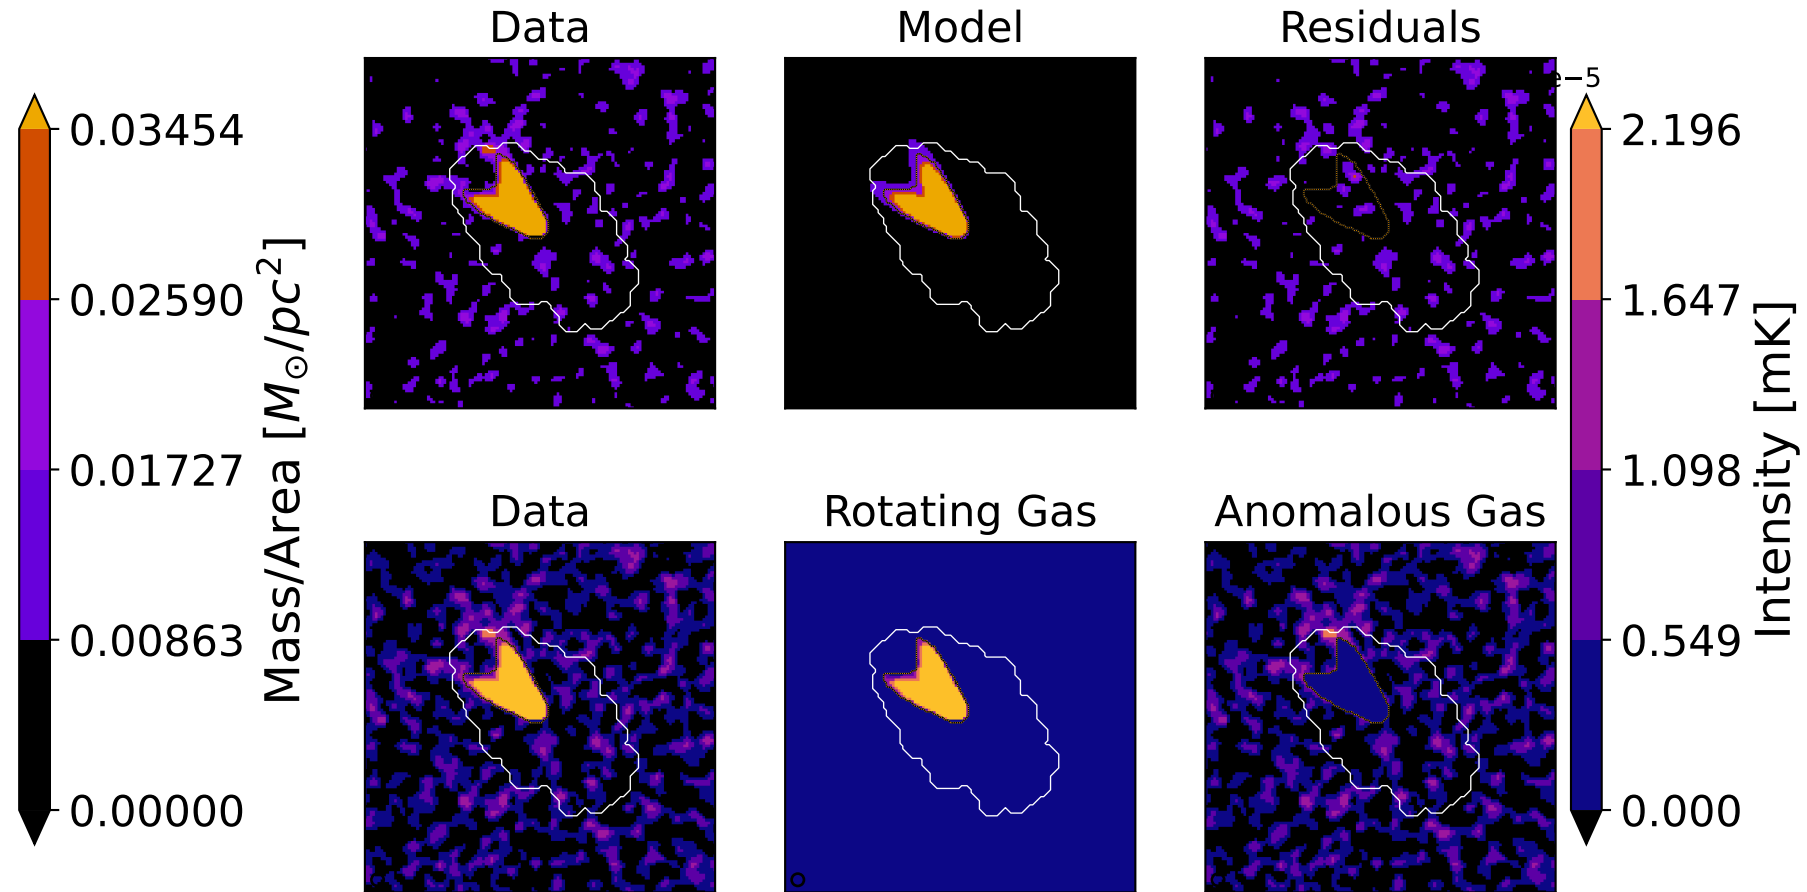 Data
Model
Residuals
e−5
0.03454
0.02590
0.01727
0.00863
0.00000
Mass/Area [M⊙/pc²]
2.196
1.647
1.098
0.549
0.000
Intensity [mK]
Data
Rotating Gas
Anomalous Gas